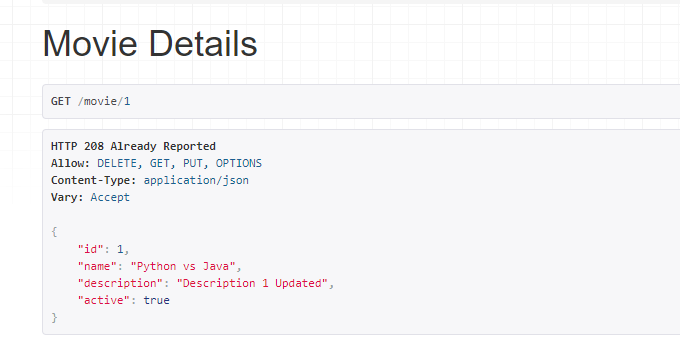 Movie Details
GET /movie/1
HTTP 208 Already Reported
Allow: DELETE, GET, PUT, OPTIONS
Content-Type: application/json
Vary: Accept
{
    "id": 1,
    "name": "Python vs Java",
    "description": "Description 1 Updated",
    "active": true
}